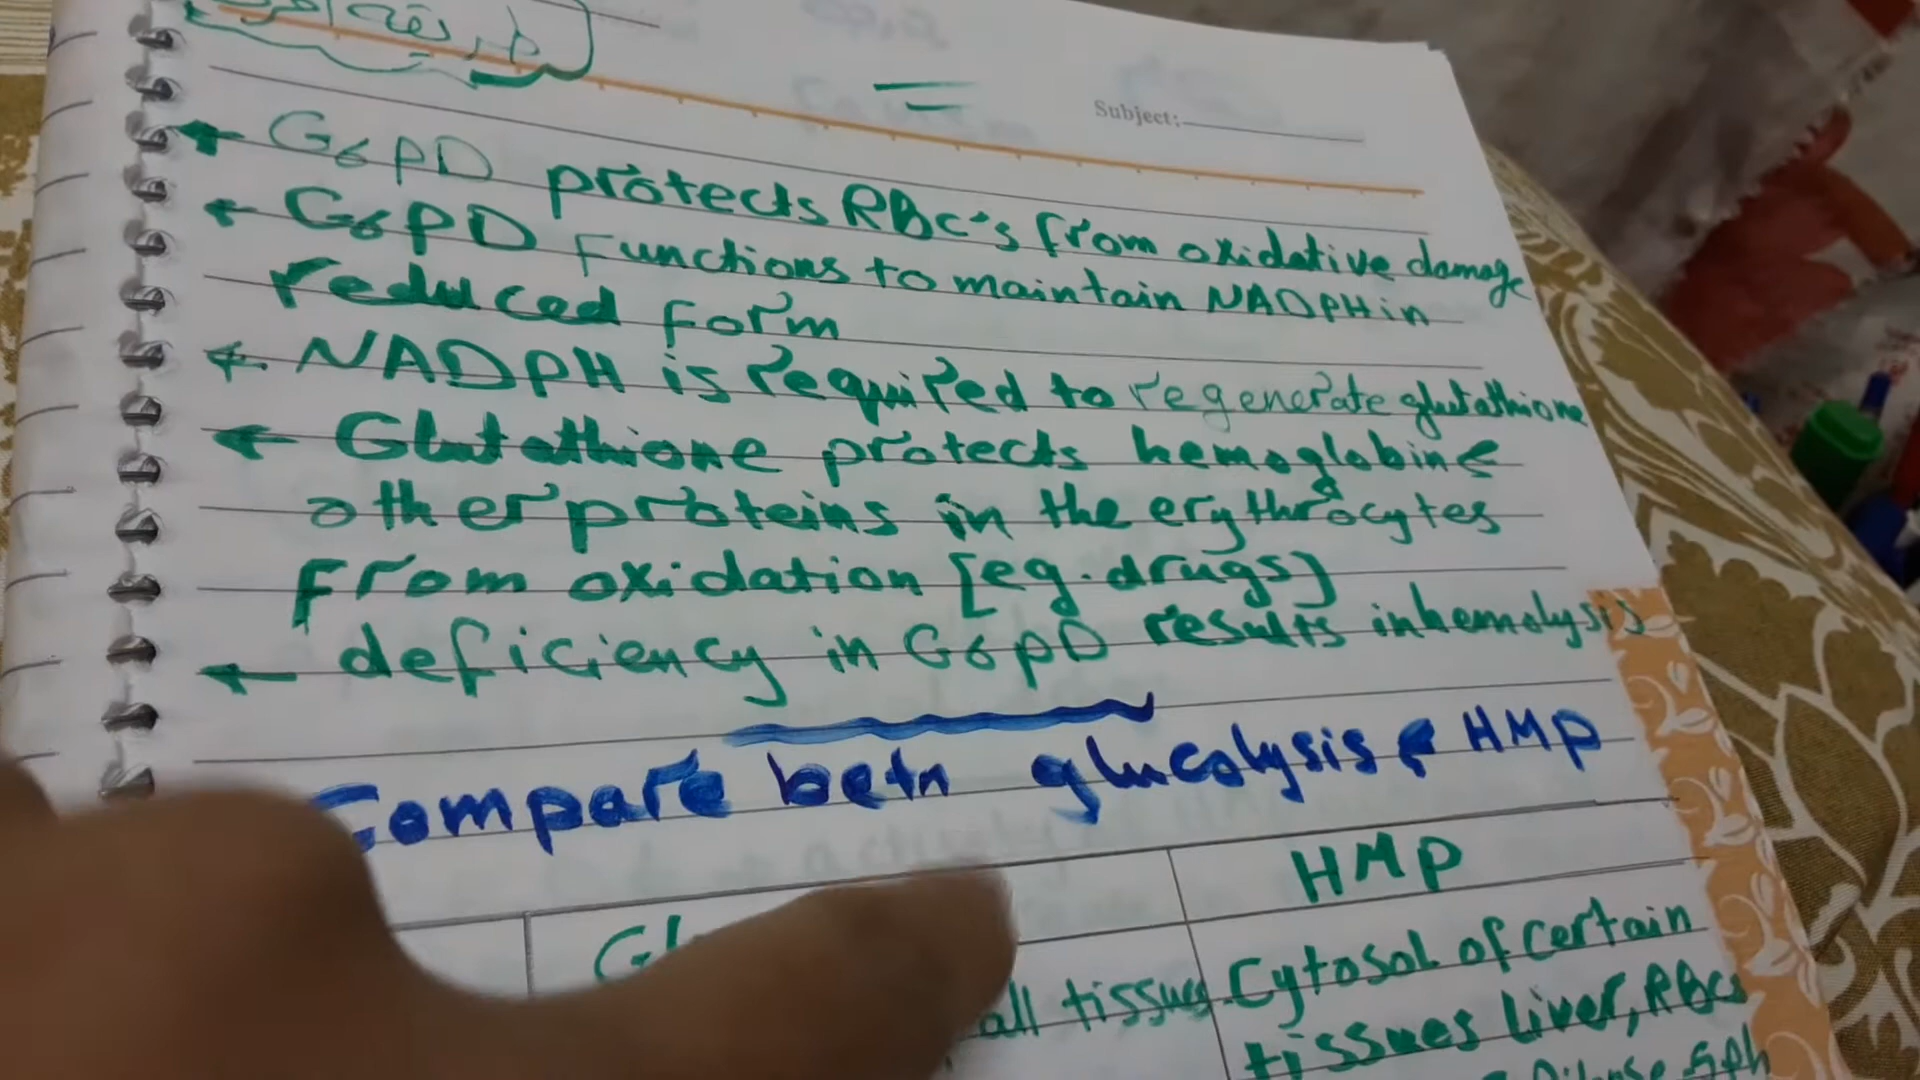 طريقة
Subject:
G6PD protects RBC's from oxidative damage
G6PD functions to maintain NADPH in
reduced form
NADPH is required to regenerate glutathione
Glutathione protects hemoglobin &
other proteins in the erythrocytes
From oxidation [eg. drugs]
deficiency in G6PD results in hemolysis
Compare betn glucolysis & HMP
HMP
all tissues
Cytosol of certain
tissues liver, RBCs